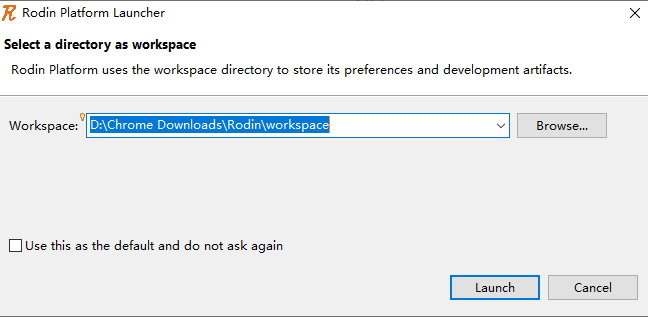 Rodin Platform Launcher
Select a directory as workspace
Rodin Platform uses the workspace directory to store its preferences and development artifacts.
Workspace: D:\Chrome Downloads\Rodin\workspace Browse...
Use this as the default and do not ask again
Launch Cancel